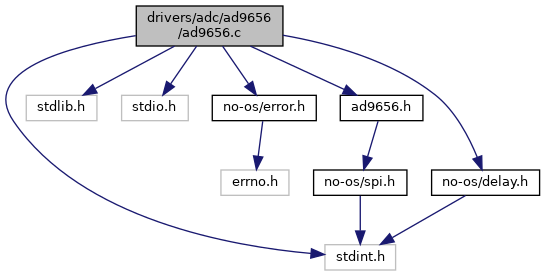 drivers/adc/ad9656
/ad9656.c
stdlib.h
stdio.h
no-os/error.h
ad9656.h
errno.h
no-os/spi.h
no-os/delay.h
stdint.h